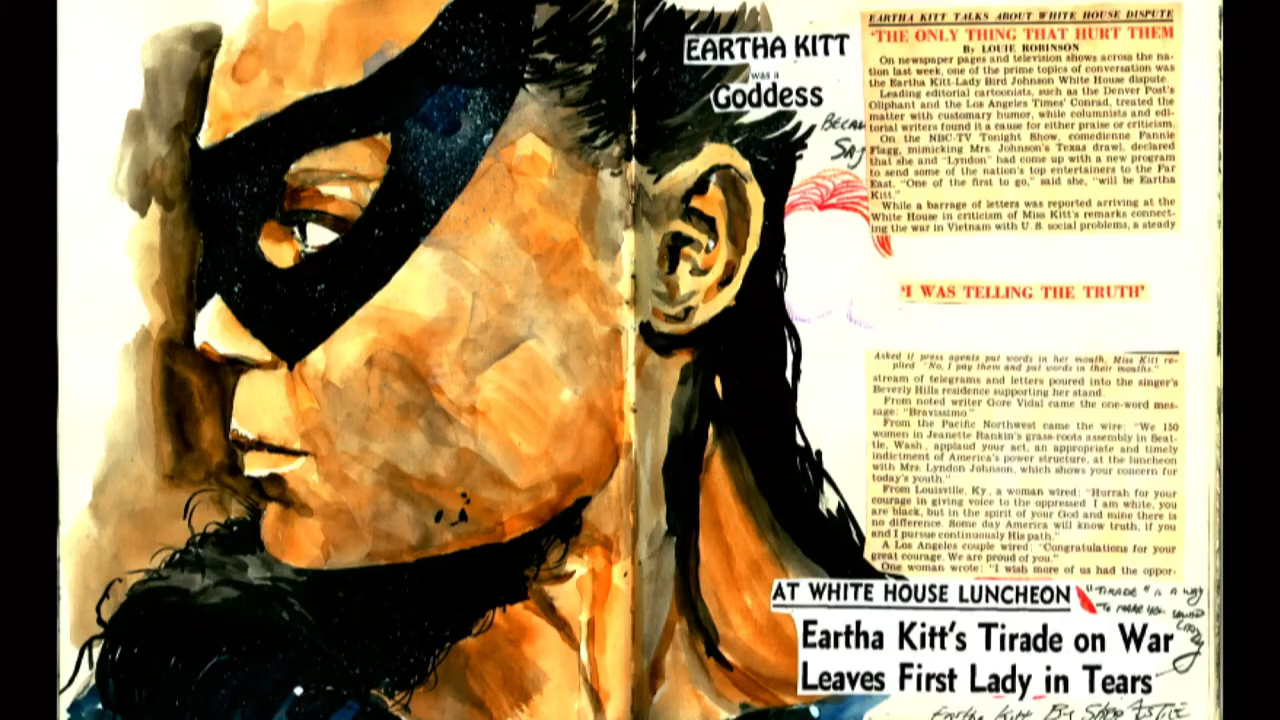 EARTHA KITT
was a
Goddess
EARTHA KITT TALKS ABOUT WHITE HOUSE DISPUTE
'THE ONLY THING THAT HURT THEM
By LOUIE ROBINSON
On newspaper pages and television shows across the na-
tion last week, one of the prime topics of conversation was
the Eartha Kitt-Lady Bird Johnson White House dispute.
Leading editorial cartoonists, such as the Denver Post's
Oliphant and the Los Angeles Times' Conrad, treated the
matter with customary humor, while columnists and edi-
torial writers found it a cause for either praise or criticism.
On the NBC-TV Tonight Show, comedienne Fannie
Flagg, mimicking Mrs. Johnson's Texas drawl, declared
that she and "Lyndon" had come up with a new program
to send some of the nation's top entertainers to the Far
East. "One of the first to go," said she, "will be Eartha
Kitt."
While a barrage of letters was reported arriving at the
White House in criticism of Miss Kitt's remarks connect-
ing the war in Vietnam with U. S. social problems, a steady
'I WAS TELLING THE TRUTH'
Asked if press agents put words in her mouth, Miss Kitt re-
plied "No, I pay them and put words in their mouths."
stream of telegrams and letters poured into the singer's
Beverly Hills residence supporting her stand.
From noted writer Gore Vidal came the one-word mes-
sage: "Bravissimo"
From the Pacific Northwest came the wire: "We 150
women in Jeanette Rankin's grass-roots assembly in Seat-
tle, Wash., applaud your act, an appropriate and timely
indictment of America's power structure, at the luncheon
with Mrs. Lyndon Johnson, which shows your concern for
today's youth."
From Louisville, Ky., a woman wired: "Hurrah for your
courage in giving voice to the oppressed. I am white, you
are black, but in the spirit of your God and mine there is
no difference. Some day America will know truth, if you
and I pursue continuously His path."
A Los Angeles couple wired: "Congratulations for your
great courage. We are proud of you."
One woman wrote: "I wish more of us had the oppor-
AT WHITE HOUSE LUNCHEON
"TIRADE" is a way
to make you sound
crazy
Eartha Kitt's Tirade on War
Leaves First Lady in Tears
Eartha Kitt By